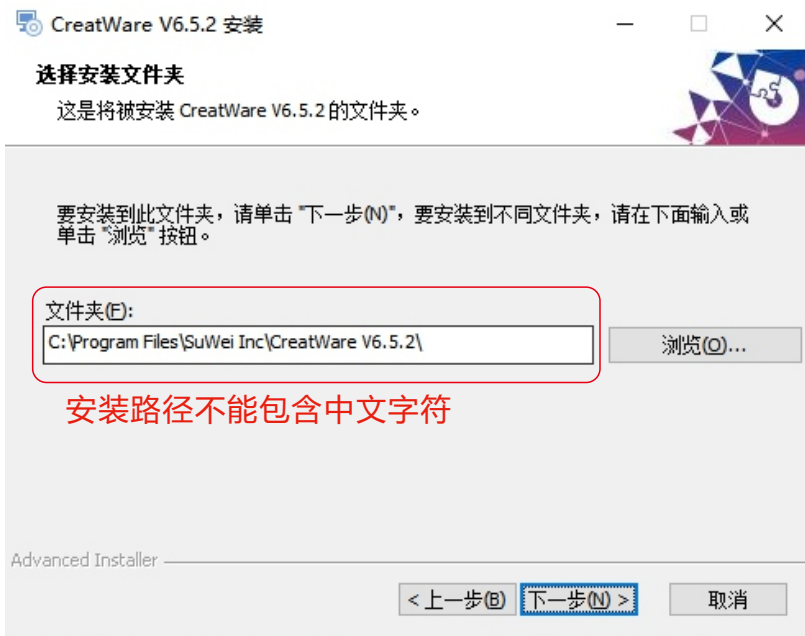 CreatWare V6.5.2 安装
选择安装文件夹
这是将被安装 CreatWare V6.5.2 的文件夹。
要安装到此文件夹，请单击 "下一步(N)"，要安装到不同文件夹，请在下面输入或
单击 "浏览" 按钮。
文件夹(F):
C:\Program Files\SuWei Inc\CreatWare V6.5.2\
浏览(O)...
安装路径不能包含中文字符
Advanced Installer
< 上一步(B)
下一步(N) >
取消